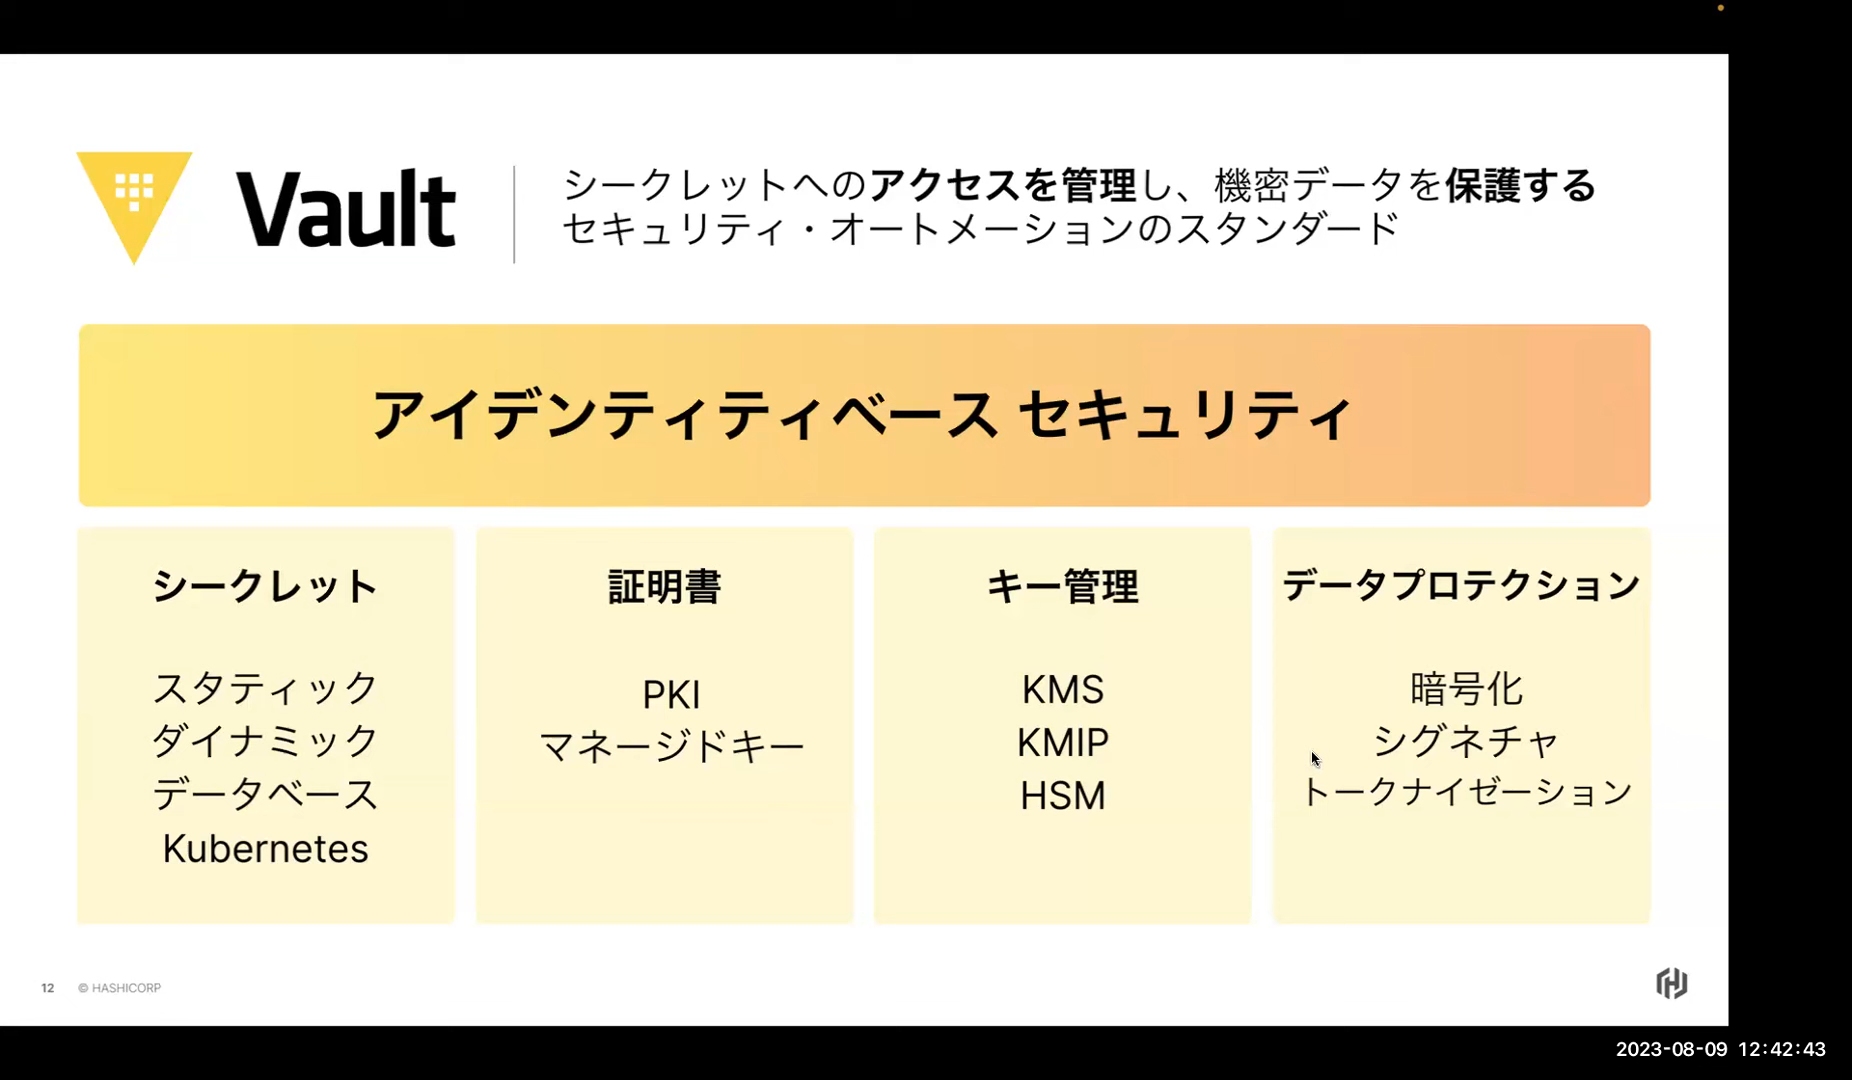 Vault
シークレットへのアクセスを管理し、機密データを保護する
セキュリティ・オートメーションのスタンダード
アイデンティティベース セキュリティ
シークレット
スタティック
ダイナミック
データベース
Kubernetes
証明書
PKI
マネージドキー
キー管理
KMS
KMIP
HSM
データプロテクション
暗号化
シグネチャ
トークナイゼーション
12 © HASHICORP
2023-08-09 12:42:43